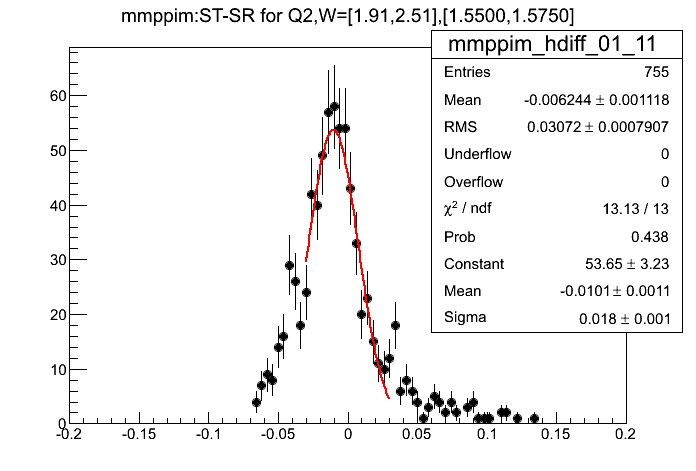 mmppim:ST-SR for Q2,W=[1.91,2.51],[1.5500,1.5750]
mmppim_hdiff_01_11
Entries 755
Mean -0.006244 ± 0.001118
RMS 0.03072 ± 0.0007907
Underflow 0
Overflow 0
χ² / ndf 13.13 / 13
Prob 0.438
Constant 53.65 ± 3.23
Mean -0.0101 ± 0.0011
Sigma 0.018 ± 0.001
60
50
40
30
20
10
0
-0.2 -0.15 -0.1 -0.05 0 0.05 0.1 0.15 0.2